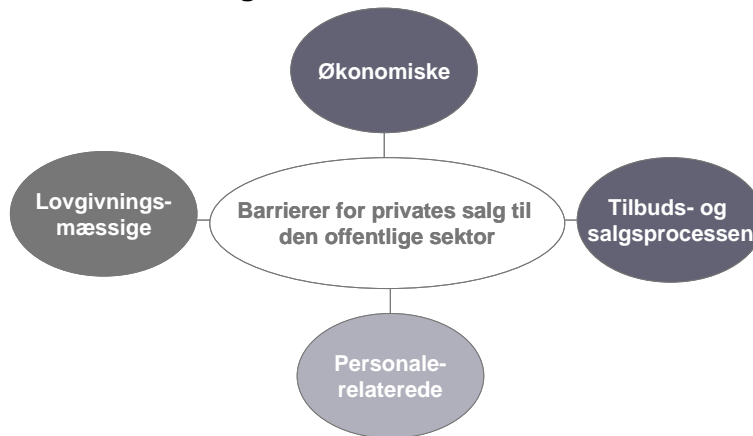 Økonomiske
Lovgivnings-
mæssige
Barrierer for privates salg til
den offentlige sektor
Tilbuds- og
salgsprocessen
Personale-
relaterede